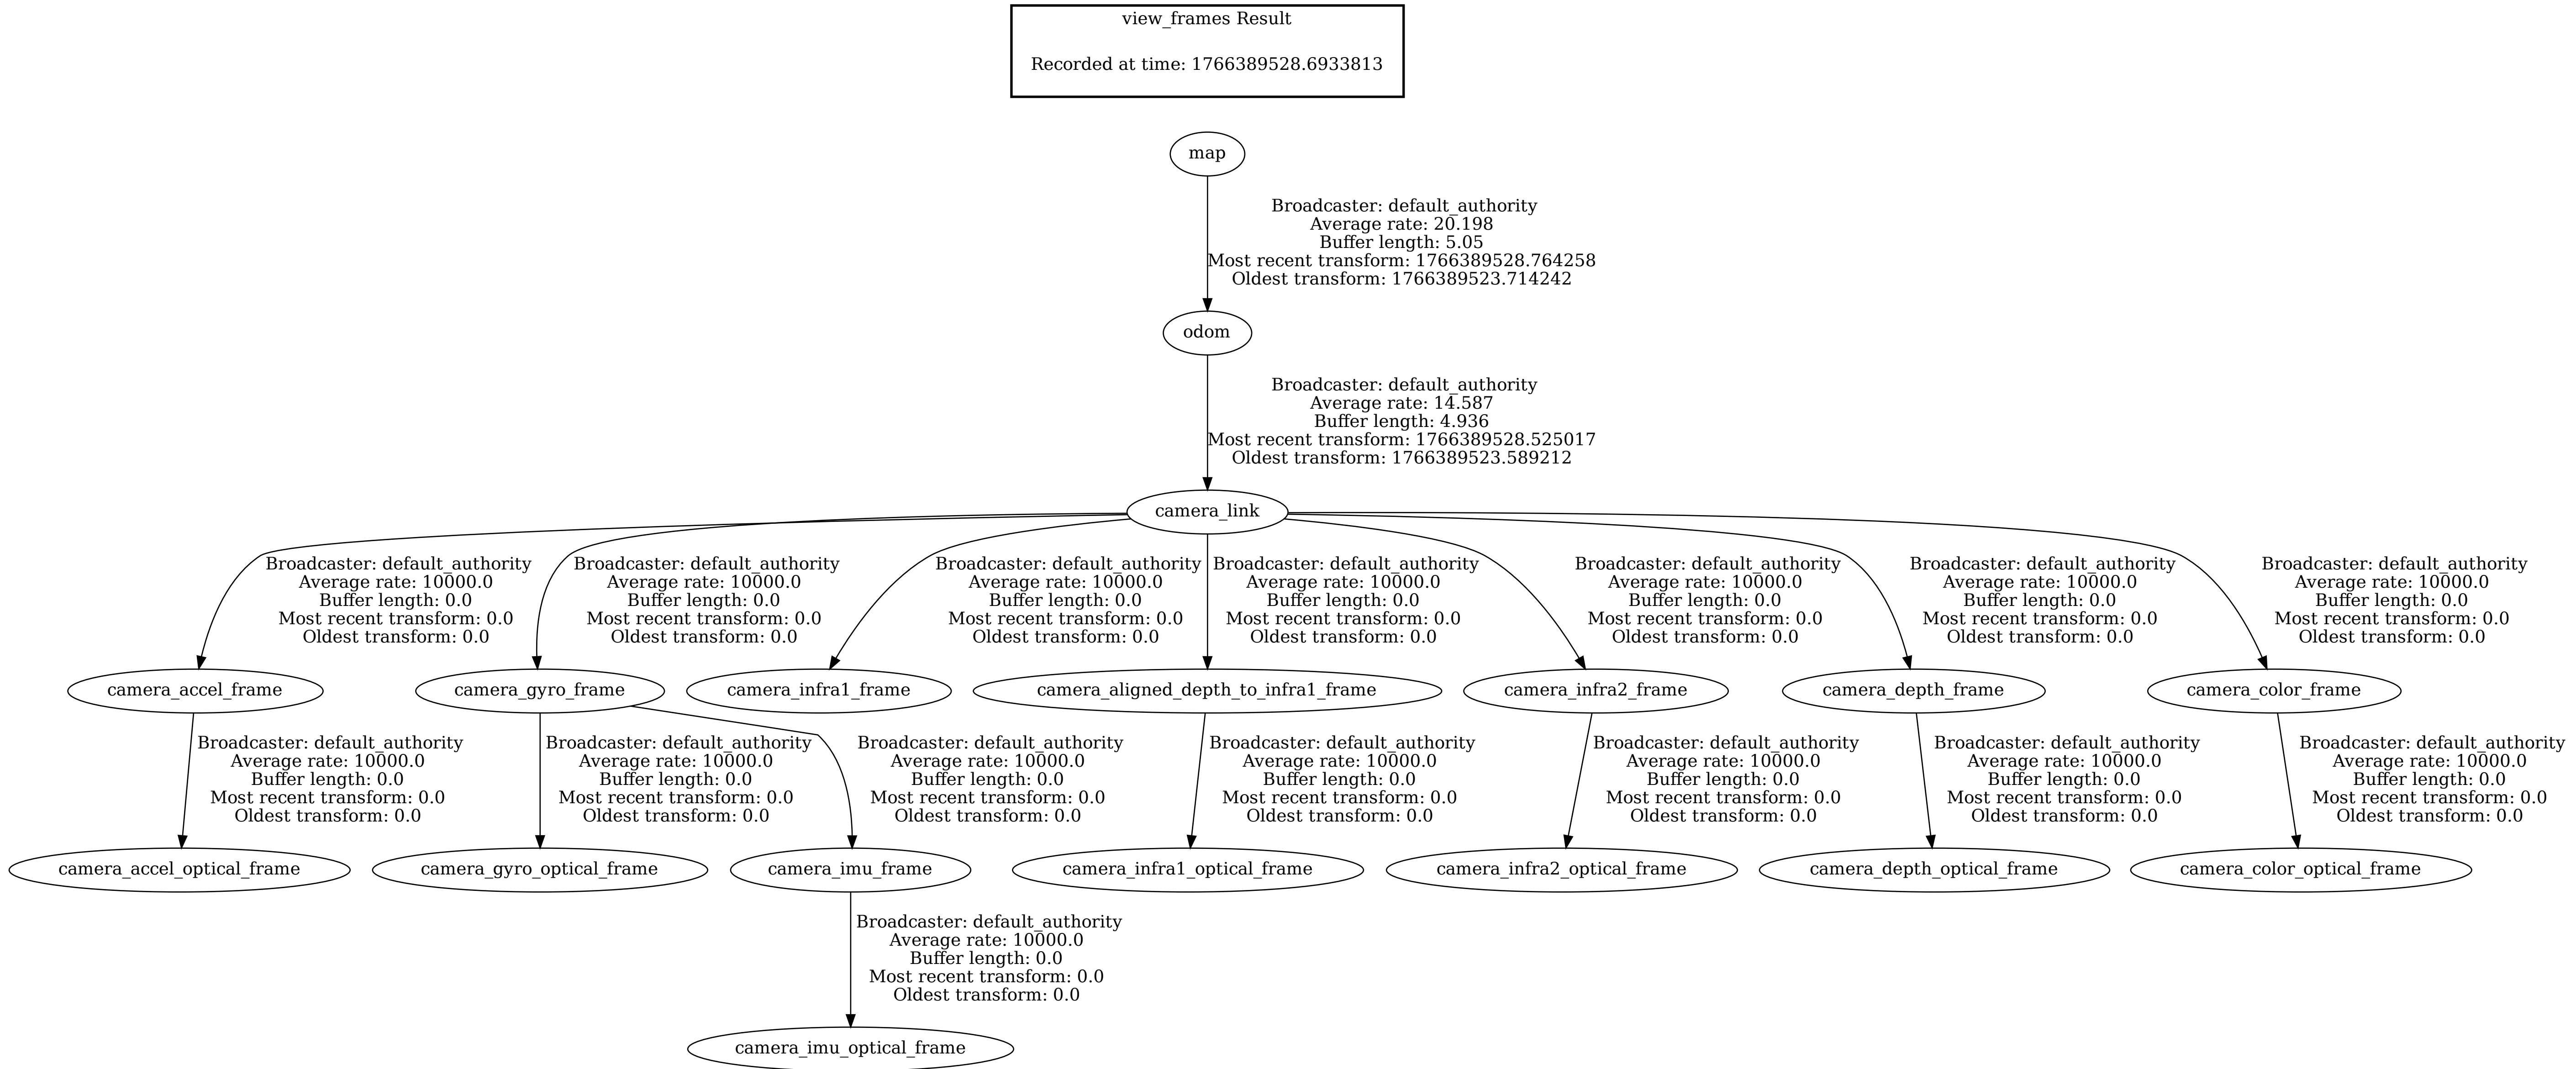 view_frames Result
Recorded at time: 1766389528.6933813
map
Broadcaster: default_authority
Average rate: 20.198
Buffer length: 5.05
Most recent transform: 1766389528.764258
Oldest transform: 1766389523.714242
odom
Broadcaster: default_authority
Average rate: 14.587
Buffer length: 4.936
Most recent transform: 1766389528.525017
Oldest transform: 1766389523.589212
camera_link
Broadcaster: default_authority
Average rate: 10000.0
Buffer length: 0.0
Most recent transform: 0.0
Oldest transform: 0.0
Broadcaster: default_authority
Average rate: 10000.0
Buffer length: 0.0
Most recent transform: 0.0
Oldest transform: 0.0
Broadcaster: default_authority
Average rate: 10000.0
Buffer length: 0.0
Most recent transform: 0.0
Oldest transform: 0.0
Broadcaster: default_authority
Average rate: 10000.0
Buffer length: 0.0
Most recent transform: 0.0
Oldest transform: 0.0
Broadcaster: default_authority
Average rate: 10000.0
Buffer length: 0.0
Most recent transform: 0.0
Oldest transform: 0.0
Broadcaster: default_authority
Average rate: 10000.0
Buffer length: 0.0
Most recent transform: 0.0
Oldest transform: 0.0
Broadcaster: default_authority
Average rate: 10000.0
Buffer length: 0.0
Most recent transform: 0.0
Oldest transform: 0.0
camera_accel_frame
camera_gyro_frame
camera_infra1_frame
camera_aligned_depth_to_infra1_frame
camera_infra2_frame
camera_depth_frame
camera_color_frame
Broadcaster: default_authority
Average rate: 10000.0
Buffer length: 0.0
Most recent transform: 0.0
Oldest transform: 0.0
Broadcaster: default_authority
Average rate: 10000.0
Buffer length: 0.0
Most recent transform: 0.0
Oldest transform: 0.0
Broadcaster: default_authority
Average rate: 10000.0
Buffer length: 0.0
Most recent transform: 0.0
Oldest transform: 0.0
Broadcaster: default_authority
Average rate: 10000.0
Buffer length: 0.0
Most recent transform: 0.0
Oldest transform: 0.0
Broadcaster: default_authority
Average rate: 10000.0
Buffer length: 0.0
Most recent transform: 0.0
Oldest transform: 0.0
Broadcaster: default_authority
Average rate: 10000.0
Buffer length: 0.0
Most recent transform: 0.0
Oldest transform: 0.0
Broadcaster: default_authority
Average rate: 10000.0
Buffer length: 0.0
Most recent transform: 0.0
Oldest transform: 0.0
camera_accel_optical_frame
camera_gyro_optical_frame
camera_imu_frame
camera_infra1_optical_frame
camera_infra2_optical_frame
camera_depth_optical_frame
camera_color_optical_frame
Broadcaster: default_authority
Average rate: 10000.0
Buffer length: 0.0
Most recent transform: 0.0
Oldest transform: 0.0
camera_imu_optical_frame